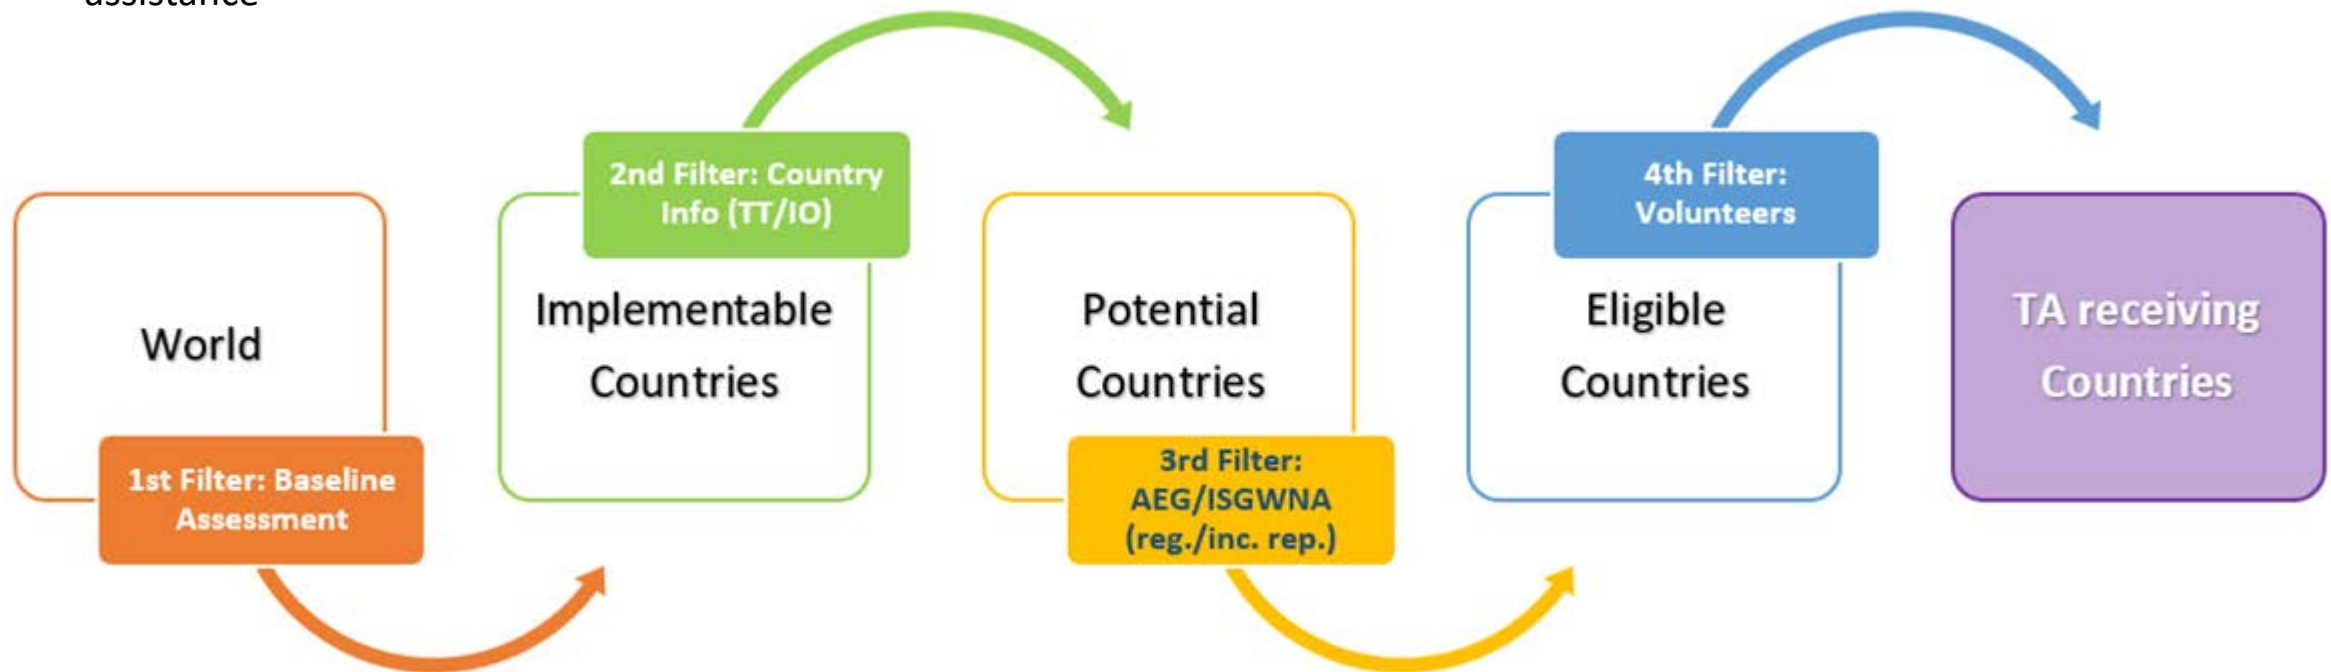 assistance
2nd Filter: Country
Info (TT/IO)
4th Filter:
Volunteers
World
Implementable
Countries
Potential
Countries
Eligible
Countries
TA receiving
Countries
1st Filter: Baseline
Assessment
3rd Filter:
AEG/ISGWNA
(reg./inc. rep.)